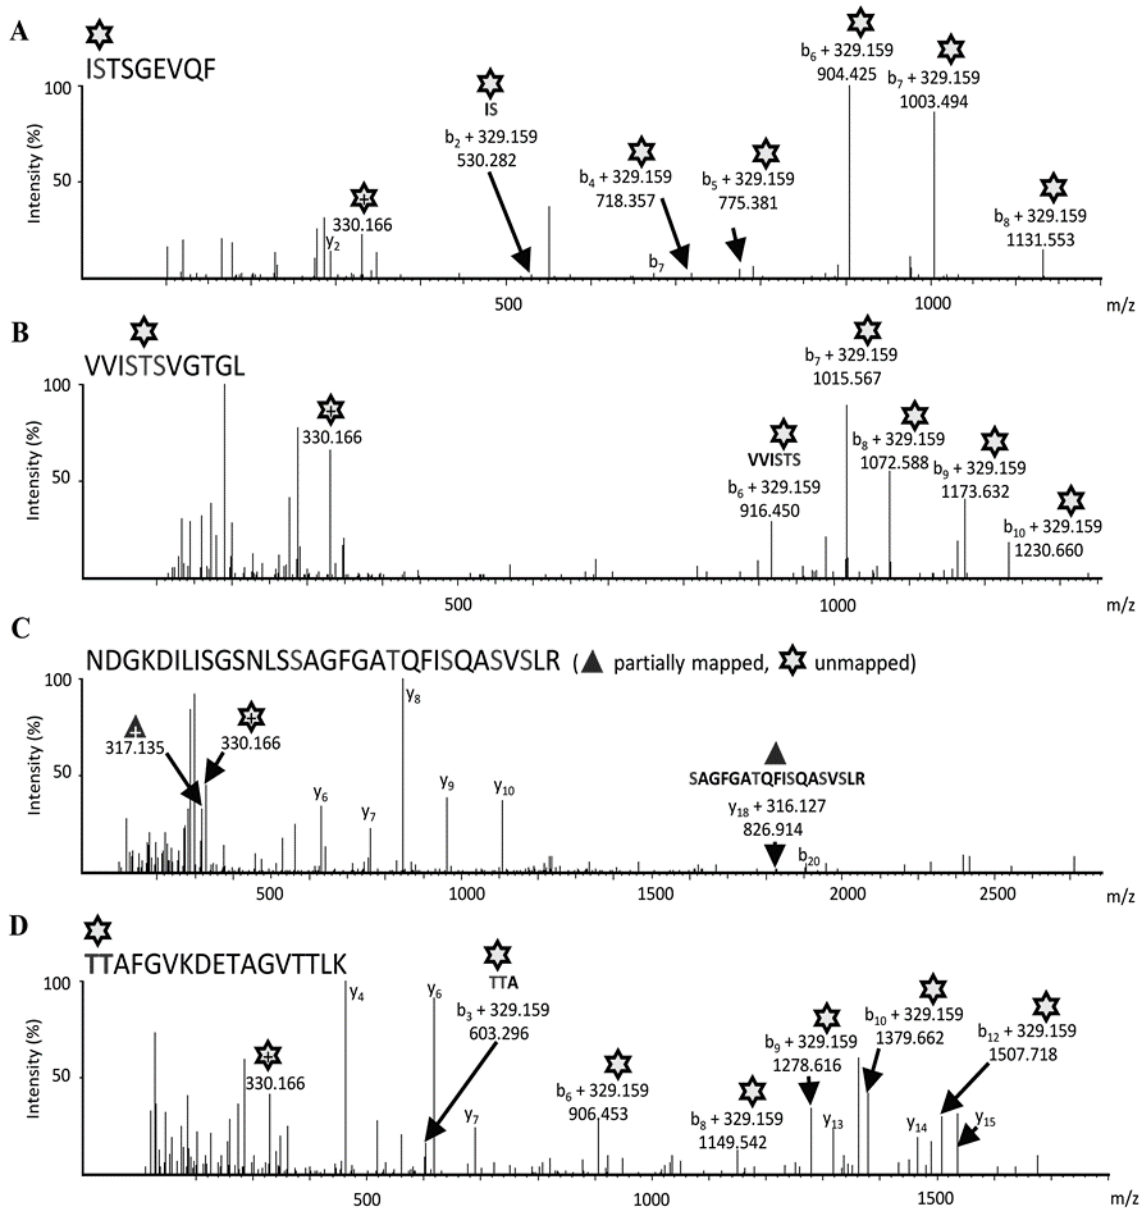 A
ISTSGEVQF
Intensity (%)
100
50
330.166
y2
IS
b2 + 329.159
530.282
b4 + 329.159
718.357
b7
b5 + 329.159
775.381
b6 + 329.159
904.425
b7 + 329.159
1003.494
b8 + 329.159
1131.553
500
1000
m/z
B
VVISTSVGTGL
Intensity (%)
100
50
330.166
VVISTS
b6 + 329.159
916.450
b7 + 329.159
1015.567
b8 + 329.159
1072.588
b9 + 329.159
1173.632
b10 + 329.159
1230.660
500
1000
m/z
C
NDGKDILISGSNLSSAGFGATQFISQASVSLR ( partially mapped, unmapped)
Intensity (%)
100
50
317.135
330.166
y6
y7
y8
y9
y10
SAGFGATQFISQASVSLR
y18 + 316.127
826.914
b20
500
1000
1500
2000
2500
m/z
D
TTAFGVKDETAGVTTLK
Intensity (%)
100
50
330.166
y4
y6
y7
TTA
b3 + 329.159
603.296
b6 + 329.159
906.453
b8 + 329.159
1149.542
b9 + 329.159
1278.616
y13
b10 + 329.159
1379.662
y14
b12 + 329.159
1507.718
y15
500
1000
1500
m/z